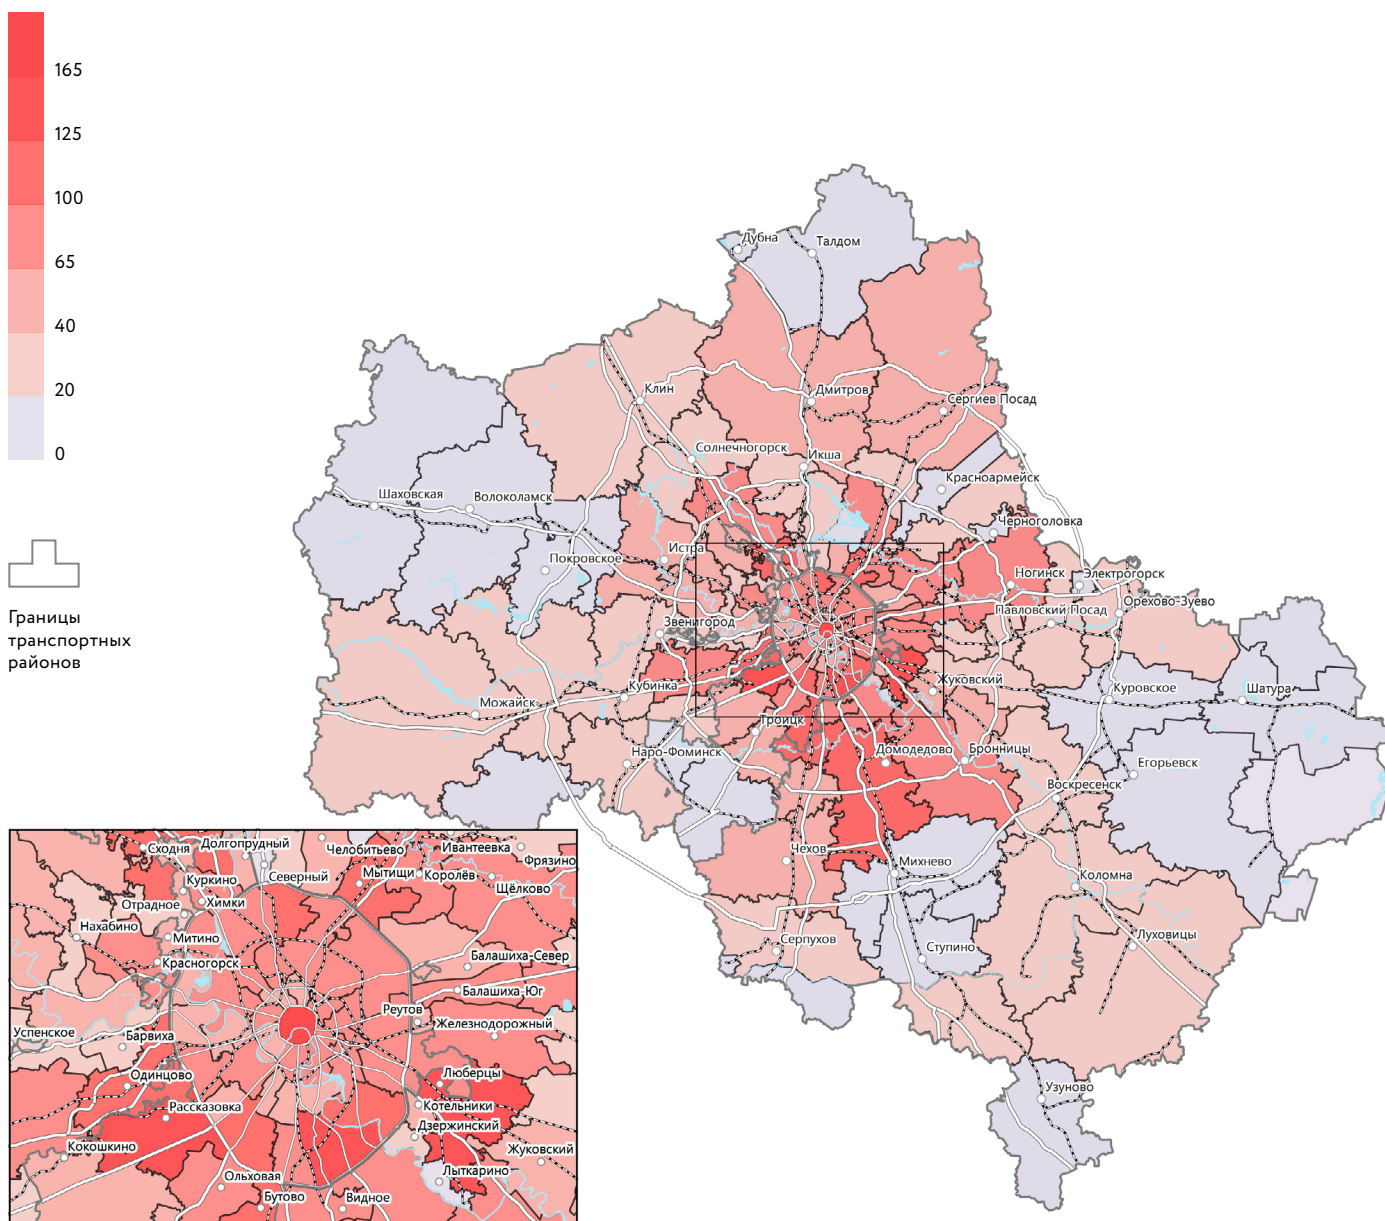 165
125
100
65
40
20
0
Границы
транспортных
районов
Дубна
Талдом
Клин
Дмитров
Сергиев Посад
Солнечногорск
Икша
Красноармейск
Шаховская
Волоколамск
Черноголовка
Покровское
Истра
Ногинск
Электрогорск
Павловский Посад
Орехово-Зуево
Звенигород
Кубинка
Жуковский
Куровское
Шатура
Можайск
Троицк
Наро-Фоминск
Домодедово
Бронницы
Егорьевск
Воскресенск
Чехов
Михнево
Коломна
Серпухов
Ступино
Луховицы
Узуново
Сходня
Долгопрудный
Челобитьево
Ивантеевка
Фрязино
Куркино
Северный
Мытищи
Королёв
Щёлково
Отрадное
Химки
Нахабино
Митино
Красногорск
Балашиха-Север
Балашиха-Юг
Реутов
Железнодорожный
Успенское
Барвиха
Одинцово
Люберцы
Рассказовка
Котельники
Дзержинский
Кокошкино
Жуковский
Ольховая
Лыткарино
Бутово
Видное